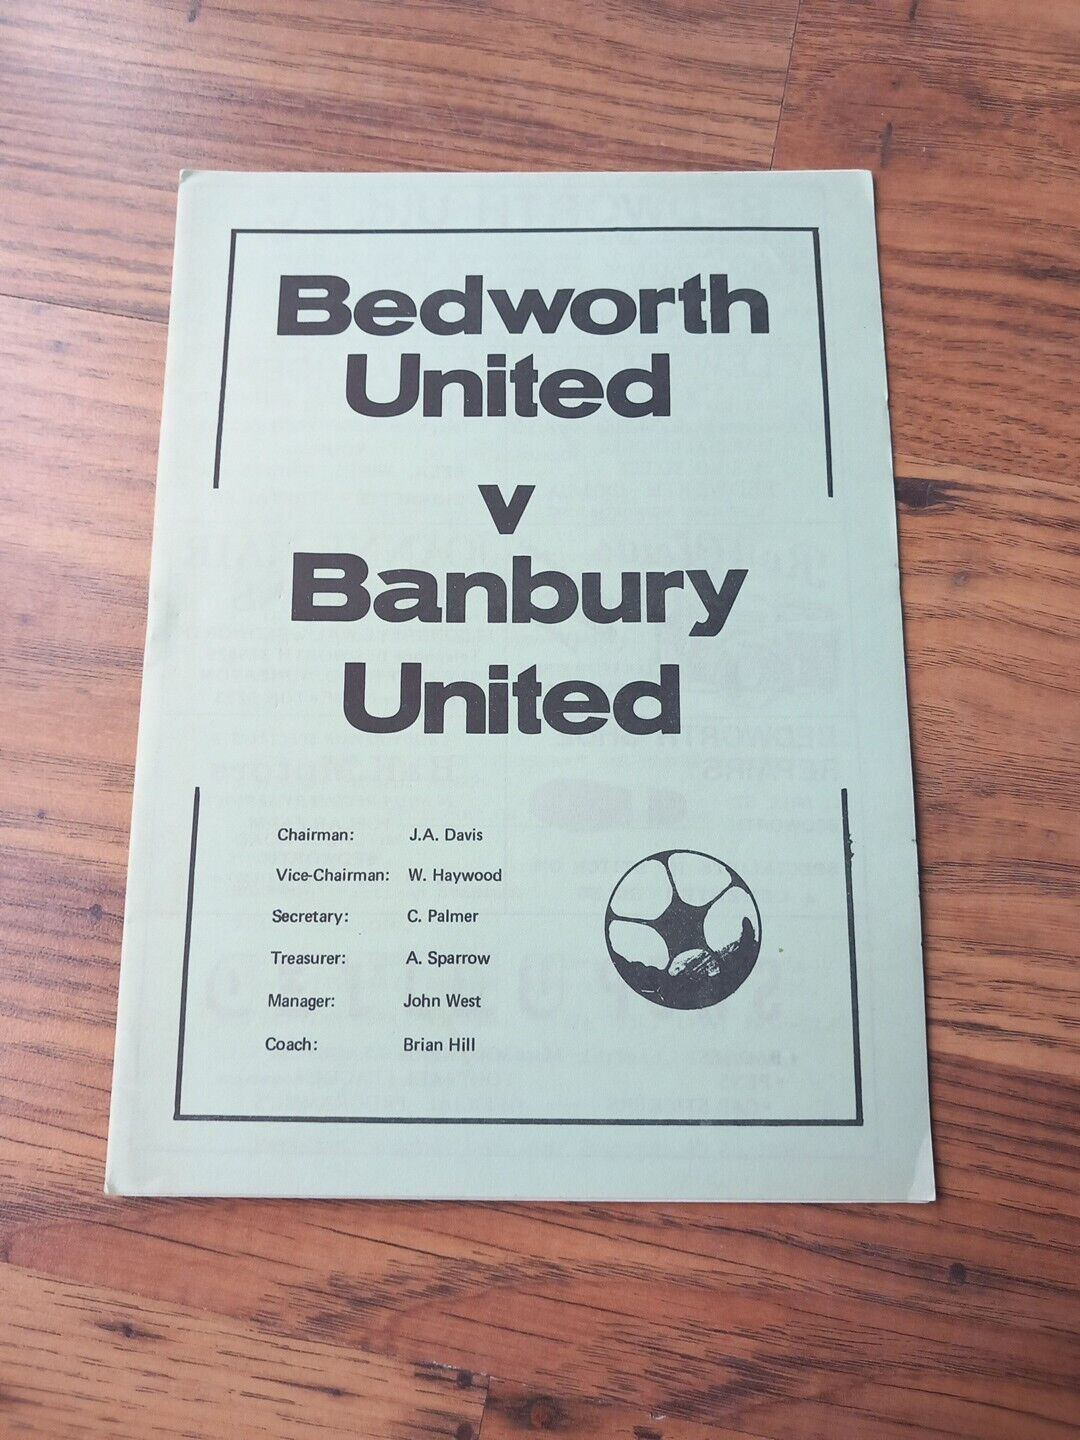 Bedworth
United
v
Banbury
United
Chairman: J.A. Davis
Vice-Chairman: W. Haywood
Secretary: C. Palmer
Treasurer: A. Sparrow
Manager: John West
Coach: Brian Hill